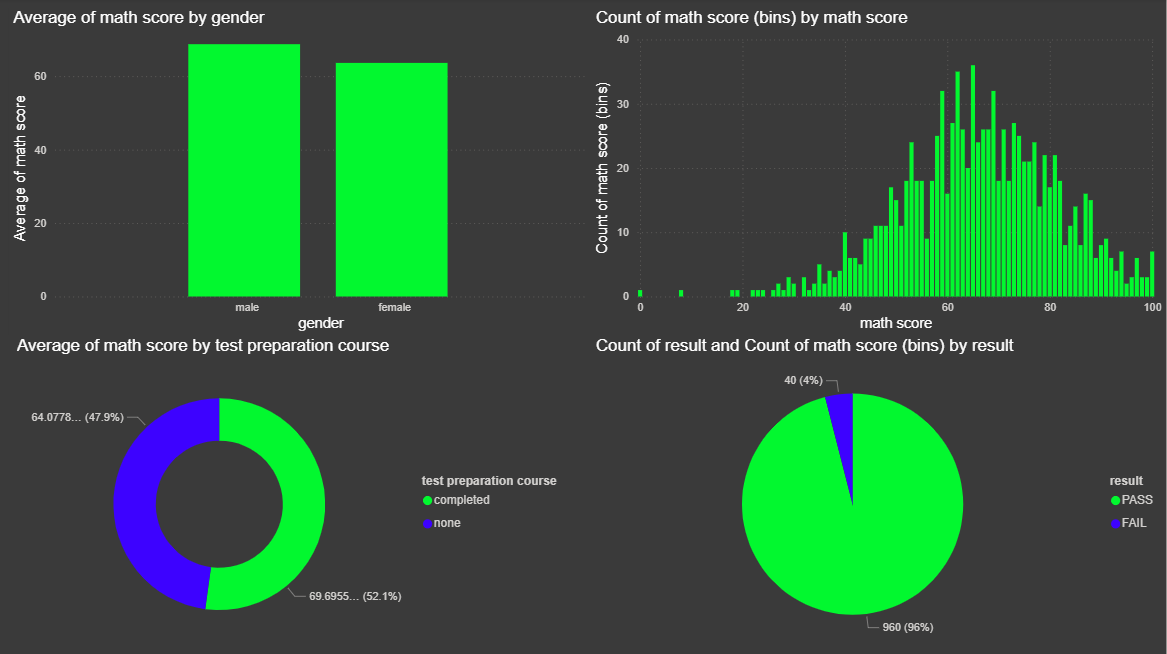 Average of math score by gender
Average of math score
60
40
20
0
male
female
gender
Count of math score (bins) by math score
Count of math score (bins)
40
30
20
10
0
0
20
40
60
80
100
math score
Average of math score by test preparation course
64.0778... (47.9%)
69.6955... (52.1%)
test preparation course
completed
none
Count of result and Count of math score (bins) by result
40 (4%)
960 (96%)
result
PASS
FAIL